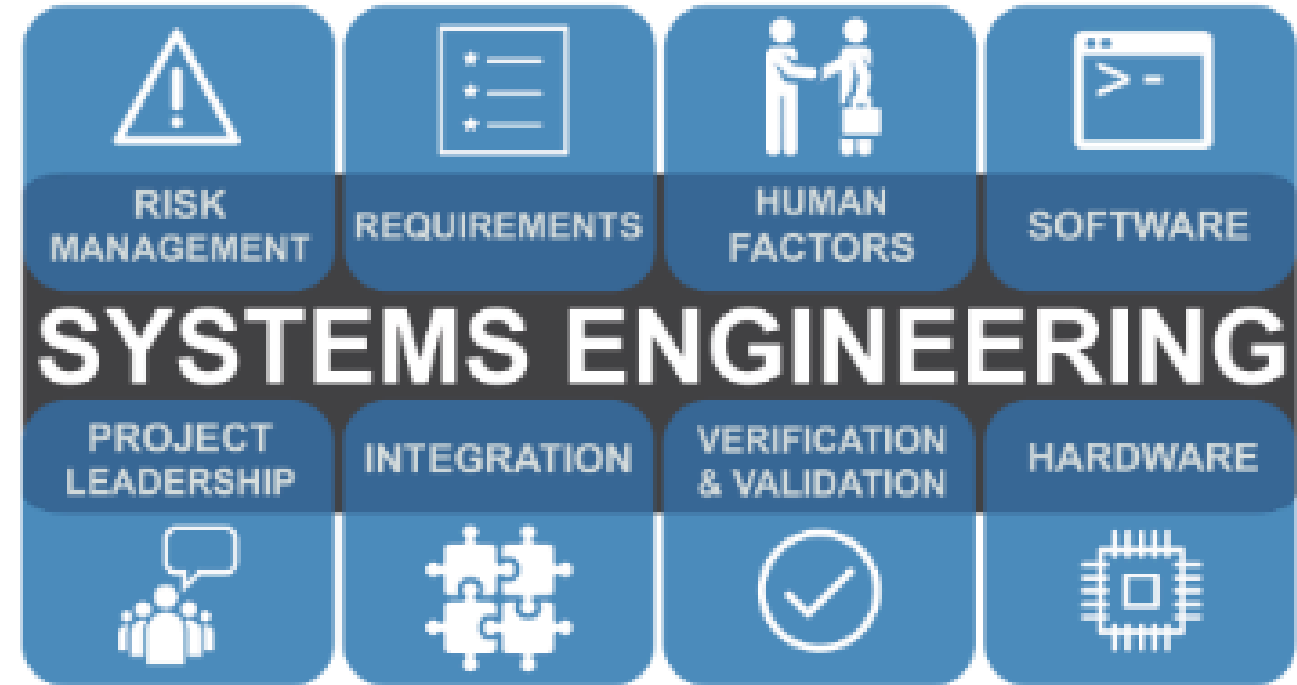 RISK
MANAGEMENT
REQUIREMENTS
HUMAN
FACTORS
>-
SOFTWARE
SYSTEMS ENGINEERING
PROJECT
LEADERSHIP
INTEGRATION
VERIFICATION
& VALIDATION
HARDWARE